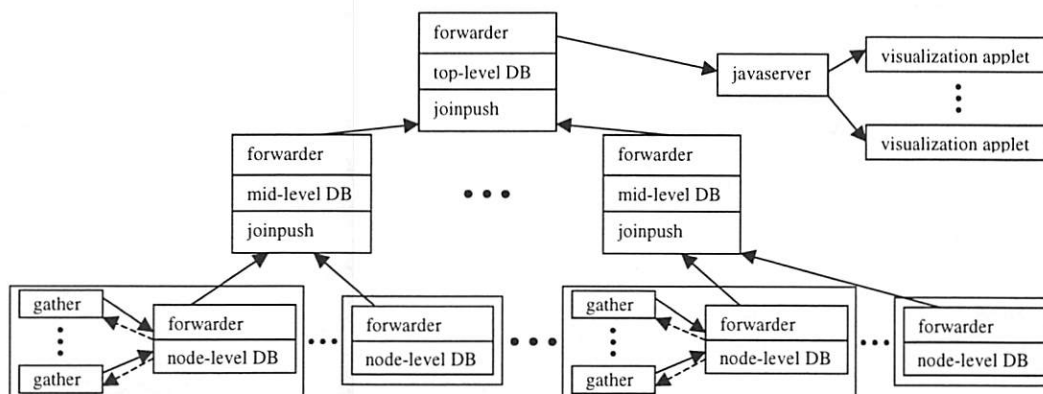 forwarder
top-level DB
joinpush
javaserver
visualization applet
visualization applet
forwarder
mid-level DB
joinpush
forwarder
mid-level DB
joinpush
gather
gather
forwarder
node-level DB
forwarder
node-level DB
gather
gather
forwarder
node-level DB
forwarder
node-level DB